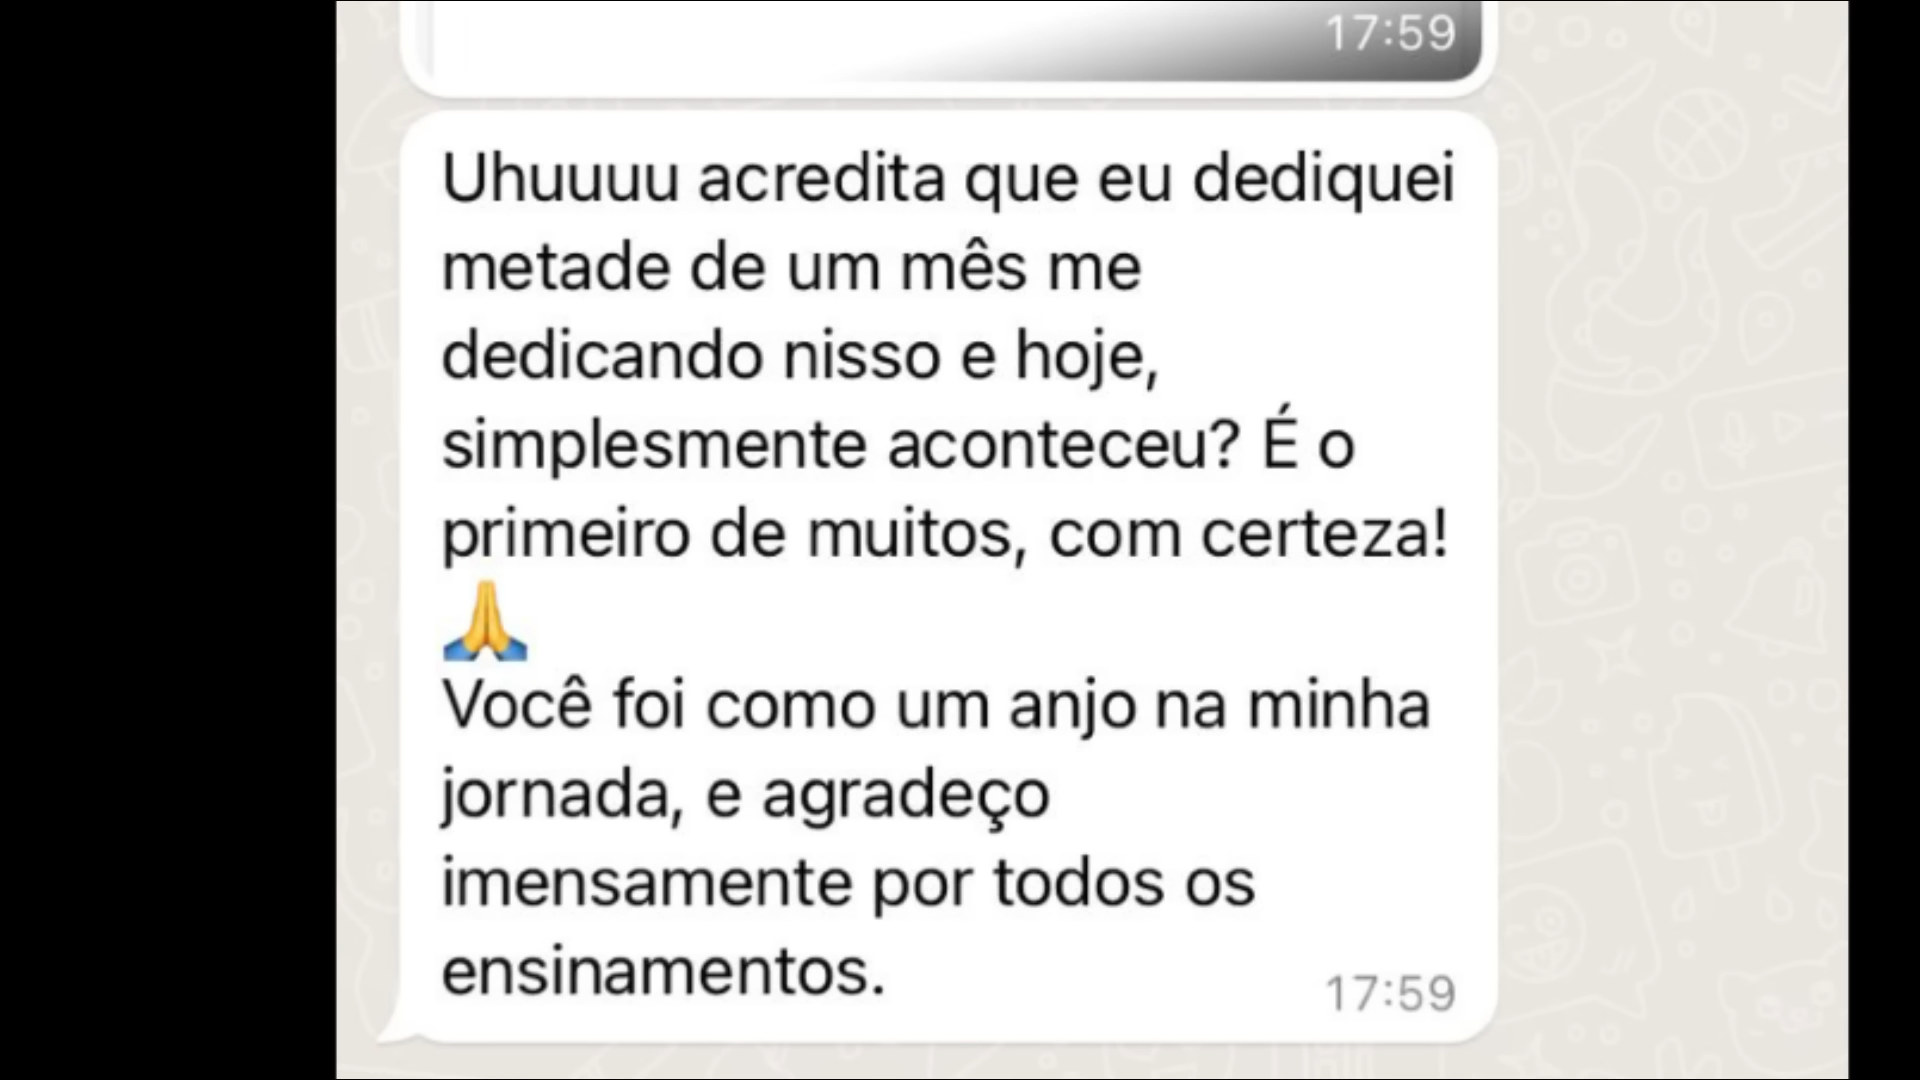 17:59
Uhuuuu acredita que eu dediquei
metade de um mês me
dedicando nisso e hoje,
simplesmente aconteceu? É o
primeiro de muitos, com certeza!
🙏
Você foi como um anjo na minha
jornada, e agradeço
imensamente por todos os
ensinamentos.
17:59